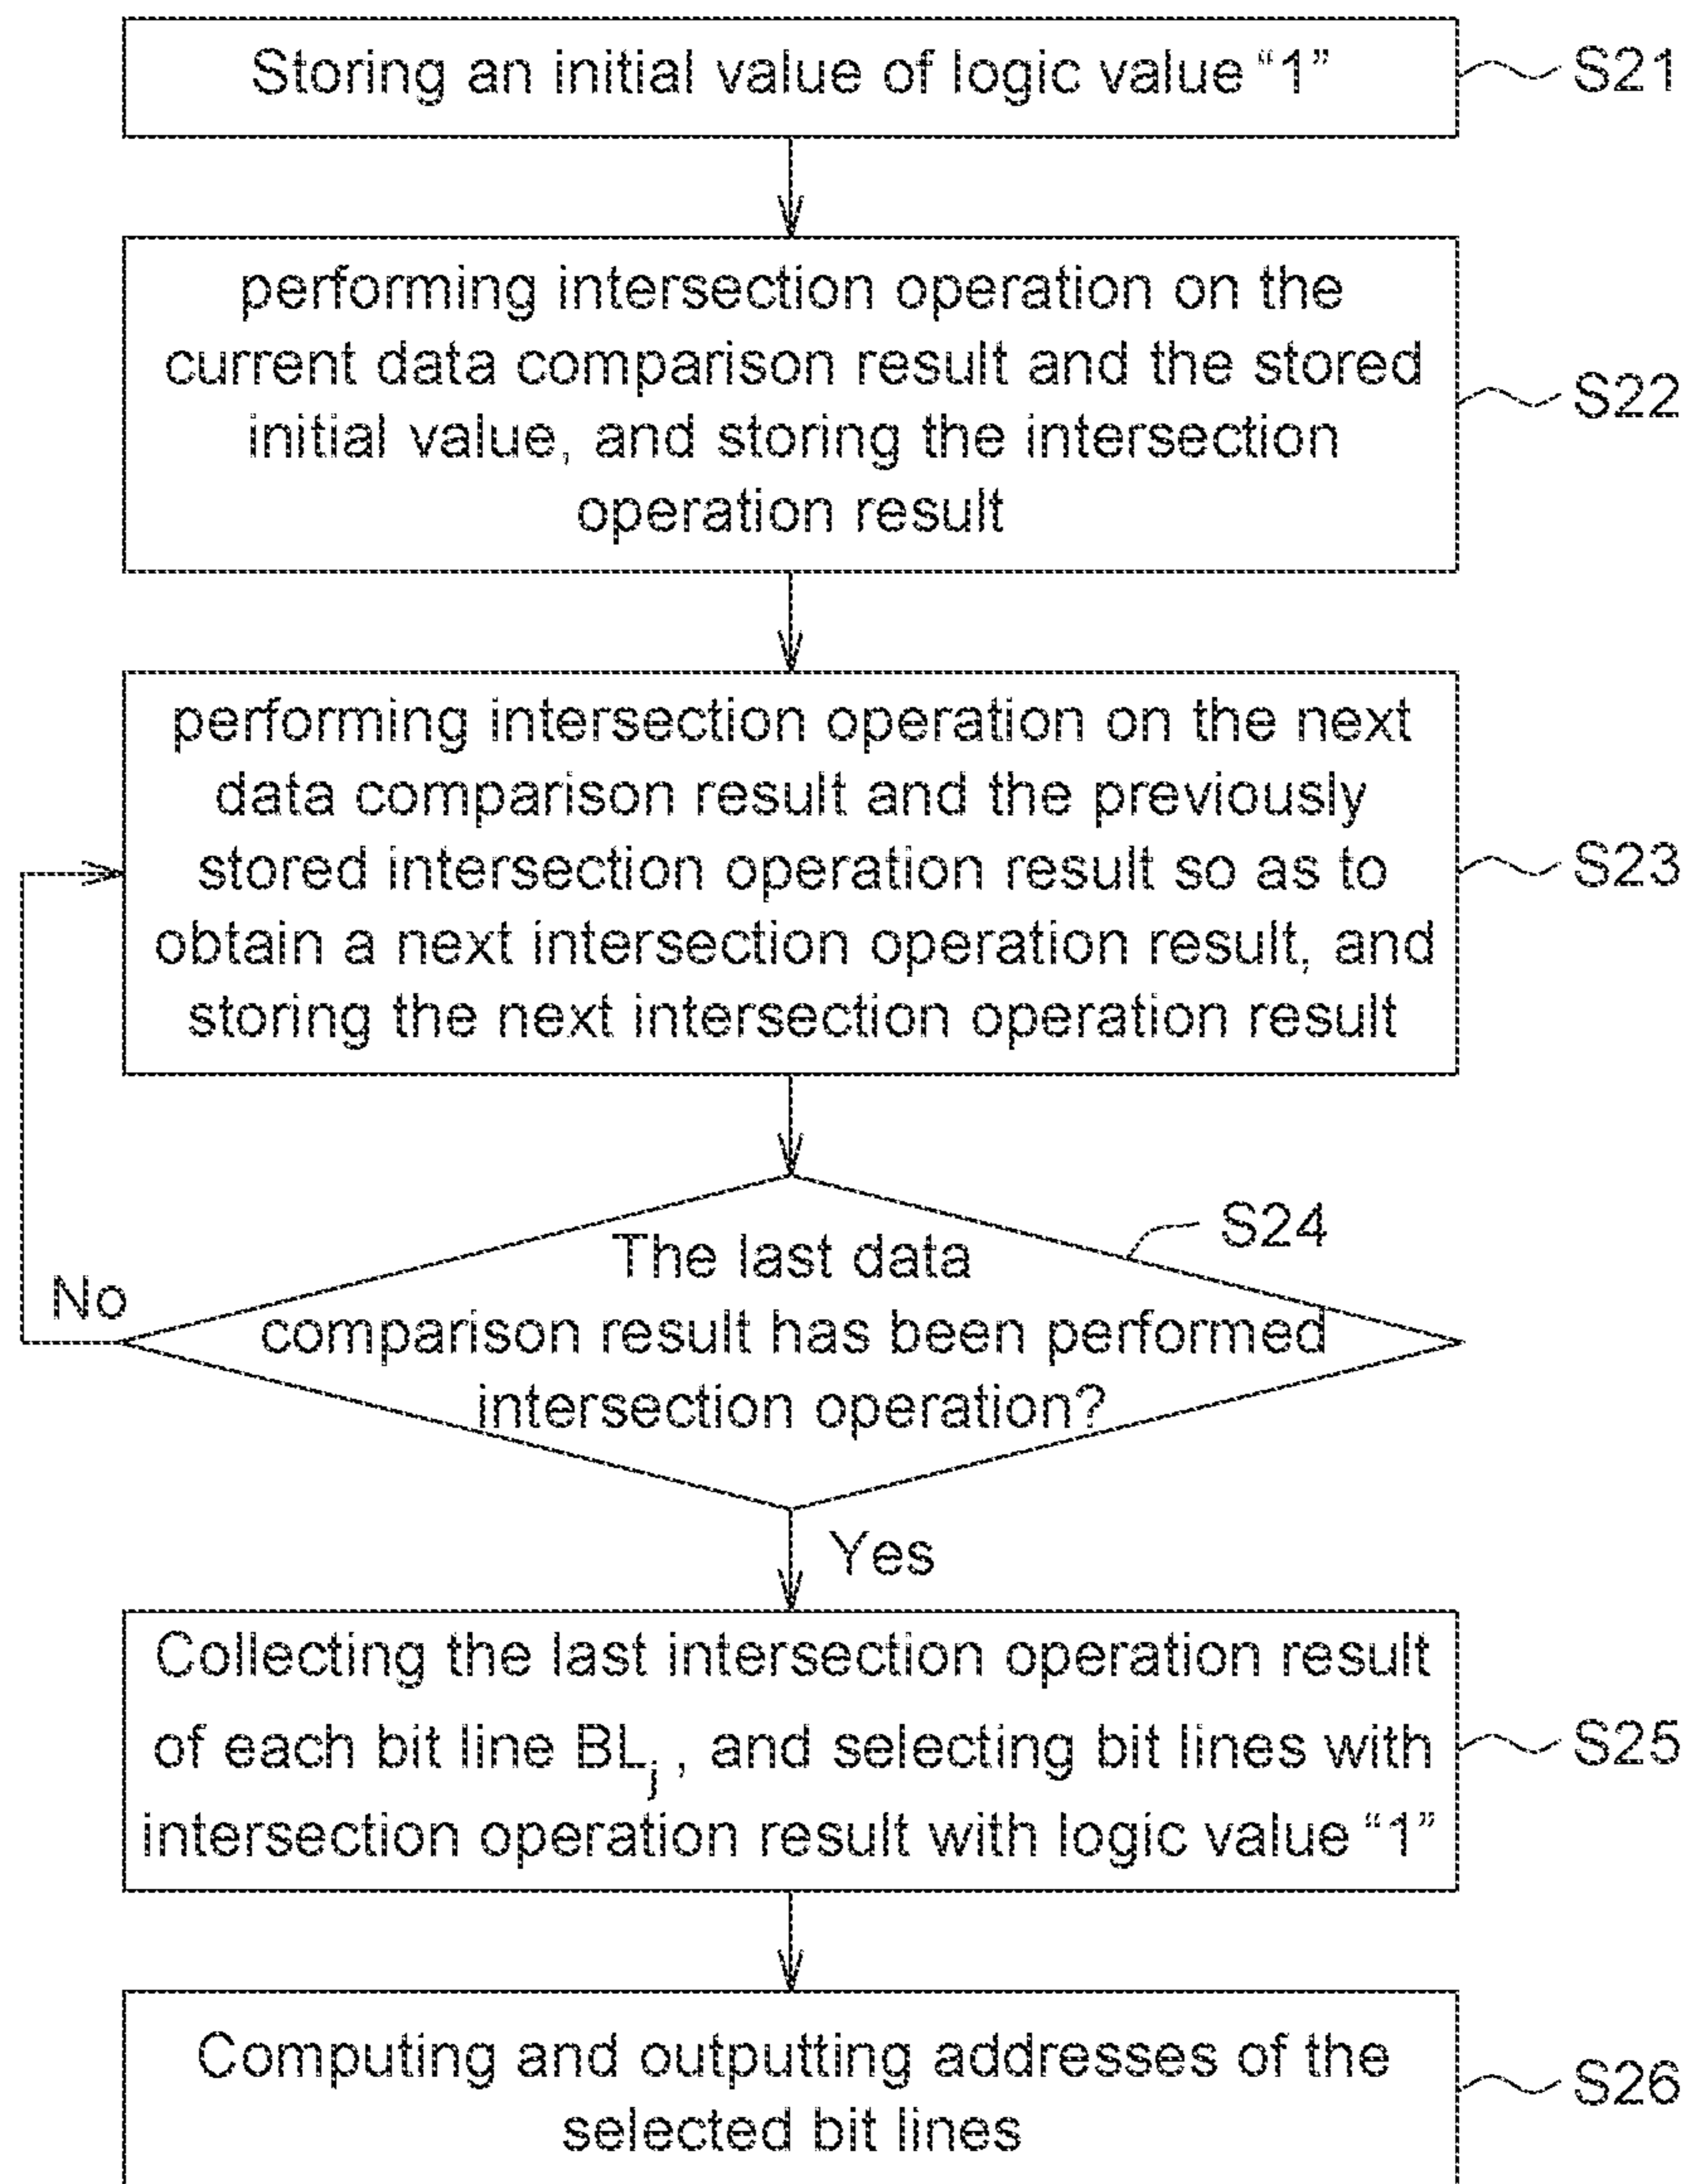 Storing an initial value of logic value “1”
S21
performing intersection operation on the
current data comparison result and the stored
initial value, and storing the intersection
operation result
S22
performing intersection operation on the next
data comparison result and the previously
stored intersection operation result so as to
obtain a next intersection operation result, and
storing the next intersection operation result
S23
S24
The last data
comparison result has been performed
intersection operation?
No
Yes
Collecting the last intersection operation result
of each bit line BLj , and selecting bit lines with
intersection operation result with logic value “1”
S25
Computing and outputting addresses of the
selected bit lines
S26